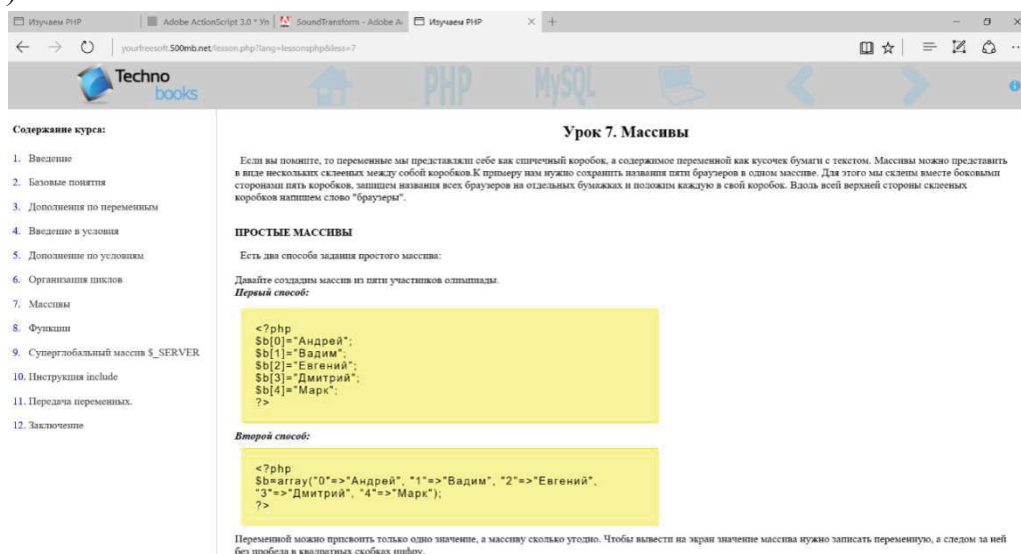 )
Изучаем PHP
Adobe ActionScript 3.0 * Уп
SoundTransform - Adobe A
Изучаем PHP
yourfreesoft.500mb.net/lesson.php?lang=lessonsphp&less=7
Techno
books
PHP
MySQL
Содержание курса:
1. Введение
2. Базовые понятия
3. Дополнения по переменным
4. Введение в условия
5. Дополнение по условиям
6. Организация циклов
7. Массивы
8. Функции
9. Суперглобальный массив $_SERVER
10. Инструкция include
11. Передача переменных.
12. Заключение
Урок 7. Массивы
Если вы помните, то переменные мы представляли себе как спичечный коробок, а содержимое переменной как кусочек бумаги с текстом. Массивы можно представить
в виде нескольких склеенных между собой коробков.К примеру нам нужно сохранить названия пяти браузеров в одном массиве. Для этого мы склеим вместе боковыми
сторонами пять коробков, запишем названия всех браузеров на отдельных бумажках и положим каждую в свой коробок. Вдоль всей верхней стороны склееных
коробков напишем слово "браузеры".
ПРОСТЫЕ МАССИВЫ
Есть два способа задания простого массива:
Давайте создадим массив из пяти участников олимпиады.
Первый способ:
<?php
$b[0]="Андрей";
$b[1]="Вадим";
$b[2]="Евгений";
$b[3]="Дмитрий";
$b[4]="Марк";
?>
Второй способ:
<?php
$b=array("0"=>"Андрей", "1"=>"Вадим", "2"=>"Евгений",
"3"=>"Дмитрий", "4"=>"Марк");
?>
Переменной можно присвоить только одно значение, а массиву сколько угодно. Чтобы вывести на экран значение массива нужно записать переменную, а следом за ней
без пробела в квадратных скобках цифру.